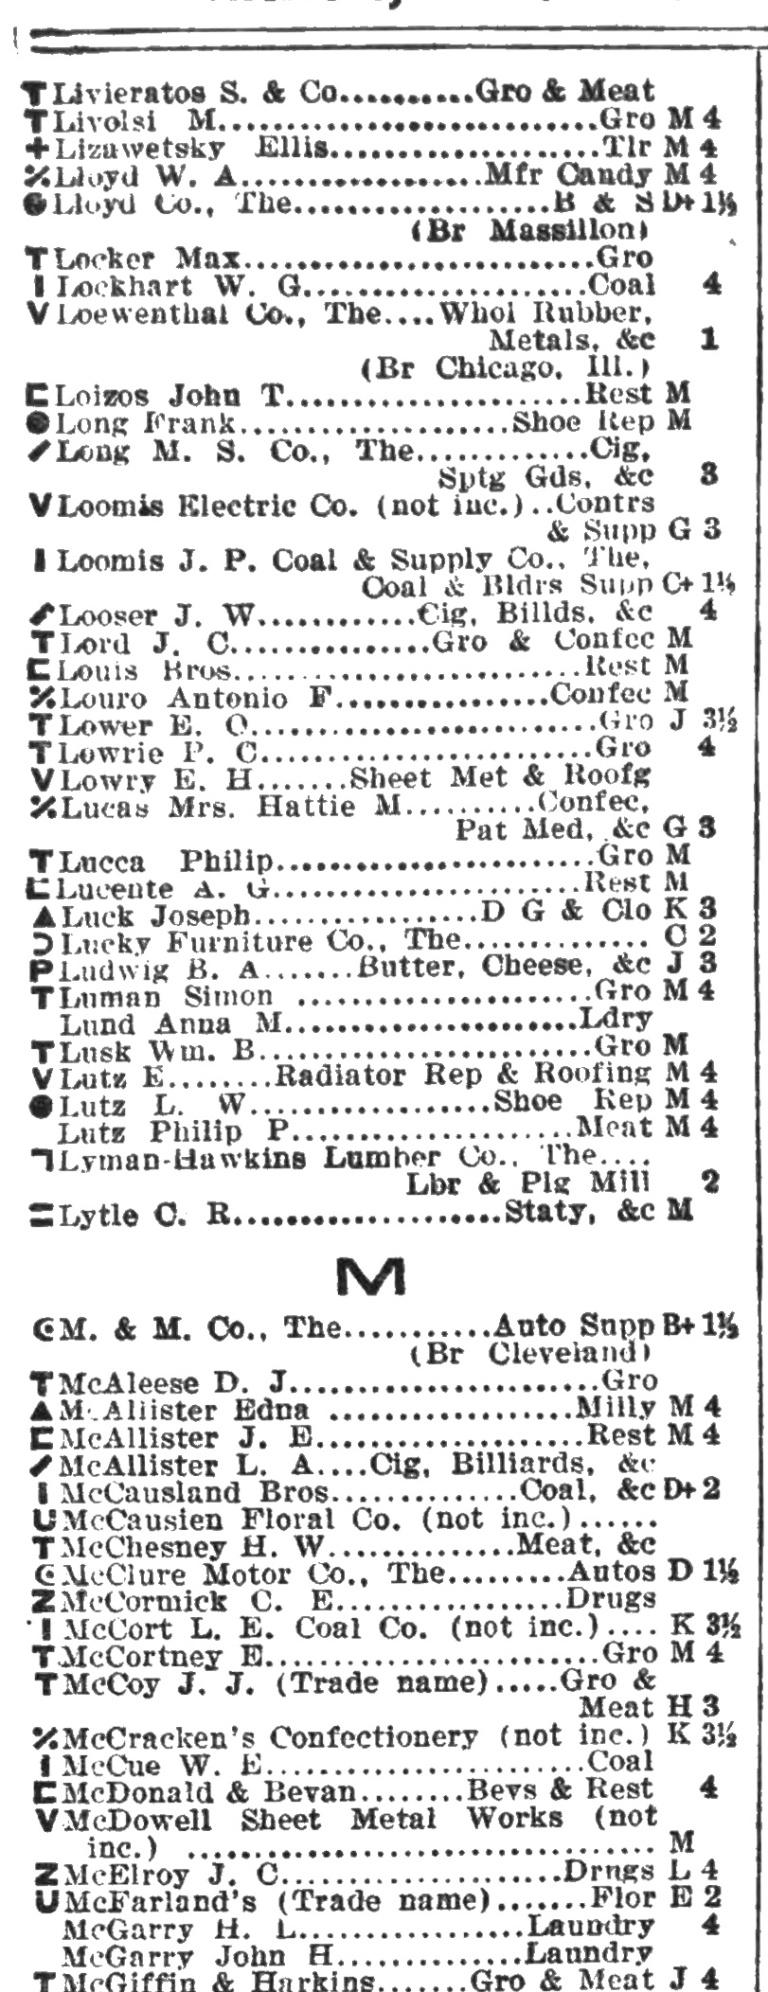 T Livieratos S. & Co...........Gro & Meat
T Livolsi M............................Gro M 4
+ Lizawetsky Ellis....................Tlr M 4
% Lloyd W. A..................Mfr Candy M 4
● Lloyd Co., The...................B & S D+ 1½
(Br Massillon)
T Locker Max..........................Gro
I Lockhart W. G.....................Coal 4
V Loewenthal Co., The....Whol Rubber,
Metals, &c 1
(Br Chicago, Ill.)
⊏ Loizos John T......................Rest M
● Long Frank....................Shoe Rep M
/ Long M. S. Co., The.............Cig,
Sptg Gds, &c 3
V Loomis Electric Co. (not inc.)..Contrs
& Supp G 3
I Loomis J. P. Coal & Supply Co., The,
Coal & Bldrs Supp C+ 1½
/ Looser J. W............Cig, Billds, &c 4
T Lord J. C...............Gro & Confec M
⊏ Louis Bros..........................Rest M
% Louro Antonio F................Confec M
T Lower E. O..........................Gro J 3½
T Lowrie P. C.........................Gro 4
V Lowry E. H.......Sheet Met & Roofg
% Lucas Mrs. Hattie M..........Confec,
Pat Med, &c G 3
T Lucca Philip........................Gro M
⊏ Lucente A. G.......................Rest M
▲ Luck Joseph.................D G & Clo K 3
Ɔ Lucky Furniture Co., The.............. C 2
P Ludwig B. A.......Butter, Cheese, &c J 3
T Luman Simon ......................Gro M 4
Lund Anna M......................Ldry
T Lusk Wm. B.........................Gro M
V Lutz E........Radiator Rep & Roofing M 4
● Lutz L. W..................Shoe Rep M 4
Lutz Philip P.....................Meat M 4
⅂ Lyman-Hawkins Lumber Co., The....
Lbr & Plg Mill 2
= Lytle C. R....................Staty, &c M
M
☪ M. & M. Co., The...........Auto Supp B+ 1½
(Br Cleveland)
T McAleese D. J.......................Gro
▲ McAllister Edna ..................Milly M 4
⊏ McAllister J. E....................Rest M 4
/ McAllister L. A....Cig, Billiards, &c
I McCausland Bros..............Coal, &c D+ 2
U McCausien Floral Co. (not inc.)......
T McChesney H. W..............Meat, &c
☪ McClure Motor Co., The.........Autos D 1½
Z McCormick C. E.................Drugs
I McCort L. E. Coal Co. (not inc.).... K 3½
T McCortney E.........................Gro M 4
T McCoy J. J. (Trade name).....Gro &
Meat H 3
% McCracken's Confectionery (not inc.) K 3½
I McCue W. E........................Coal
⊏ McDonald & Bevan........Bevs & Rest 4
V McDowell Sheet Metal Works (not
inc.) ................................... M
Z McElroy J. C.....................Drugs L 4
U McFarland's (Trade name).......Flor E 2
McGarry H. L.................Laundry 4
McGarry John H..............Laundry
T McGiffin & Harkins.......Gro & Meat J 4